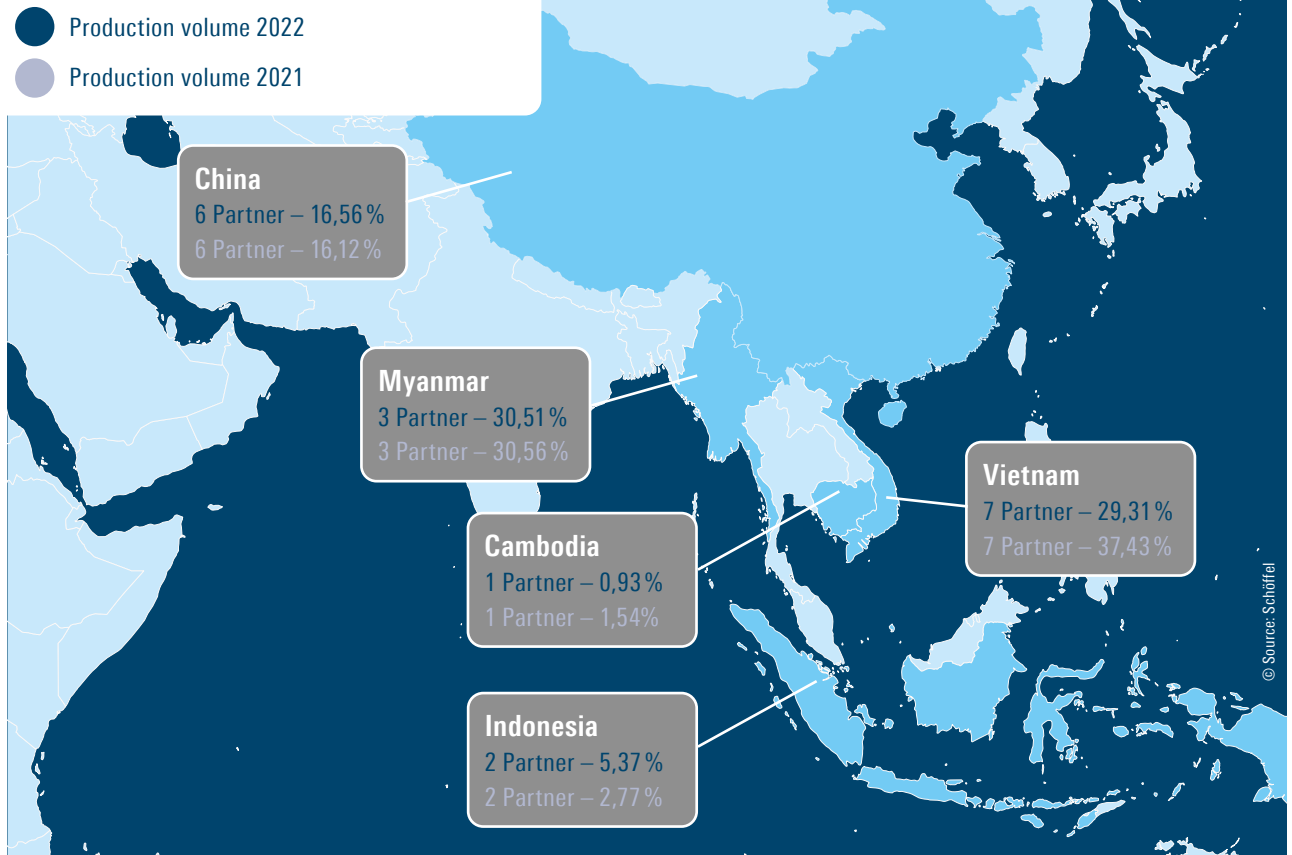 Production volume 2022
Production volume 2021
China
6 Partner – 16,56 %
6 Partner – 16,12 %
Myanmar
3 Partner – 30,51 %
3 Partner – 30,56 %
Vietnam
7 Partner – 29,31 %
7 Partner – 37,43 %
Cambodia
1 Partner – 0,93 %
1 Partner – 1,54%
Indonesia
2 Partner – 5,37 %
2 Partner – 2,77 %
© Source: Schöffel